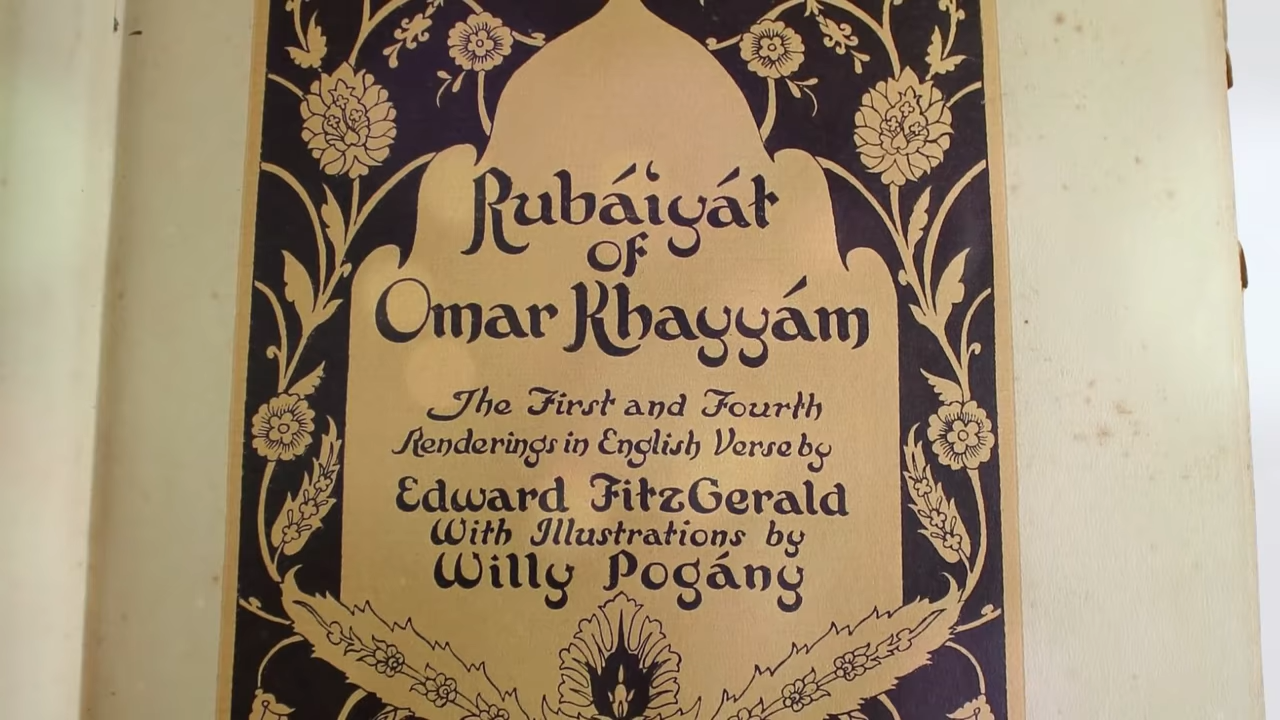 Rubáiyát
of
Omar Khayyám
The First and Fourth
Renderings in English Verse by
Edward FitzGerald
With Illustrations by
Willy Pogány